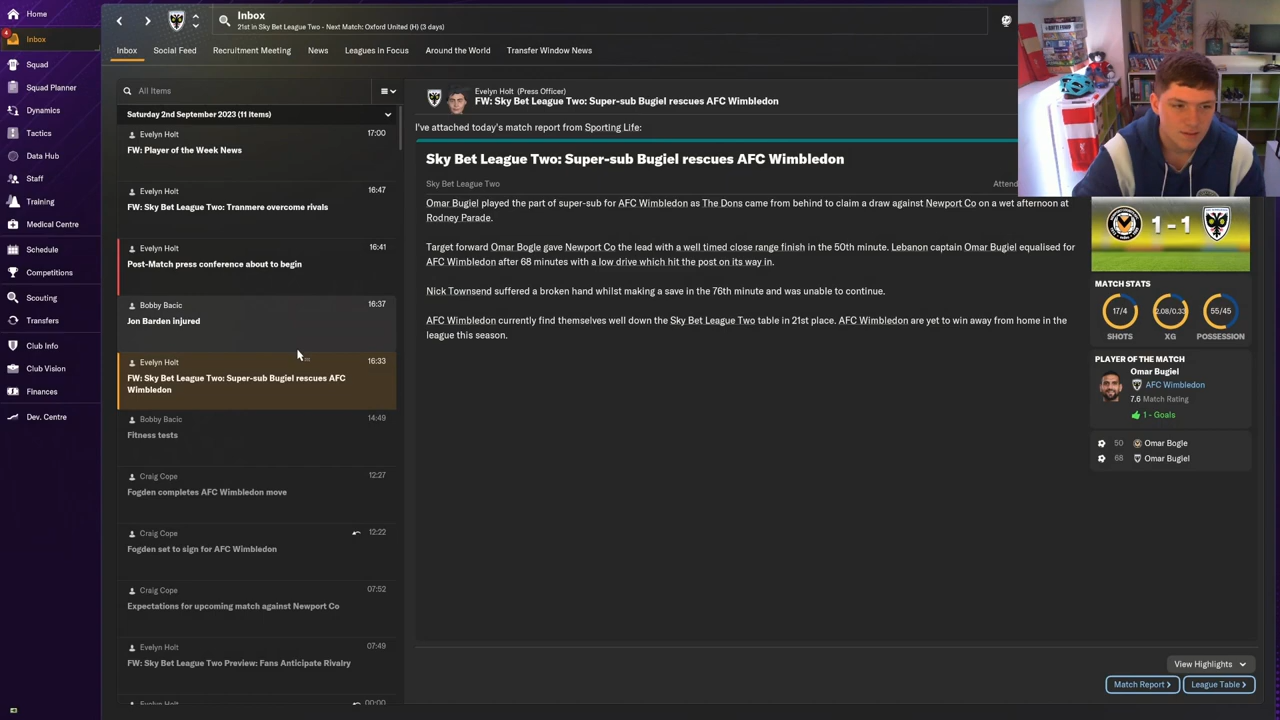 Home
4
Inbox
Squad
Squad Planner
Dynamics
Tactics
Data Hub
Staff
Training
Medical Centre
Schedule
Competitions
Scouting
Transfers
Club Info
Club Vision
Finances
Dev. Centre
Inbox
21st in Sky Bet League Two - Next Match: Oxford United (H) (3 days)
Inbox
Social Feed
Recruitment Meeting
News
Leagues in Focus
Around the World
Transfer Window News
All Items
Saturday 2nd September 2023 (11 items)
Evelyn Holt 17:00
FW: Player of the Week News
Evelyn Holt 16:47
FW: Sky Bet League Two: Tranmere overcome rivals
Evelyn Holt 16:41
Post-Match press conference about to begin
Bobby Bacic 16:37
Jon Barden injured
Evelyn Holt 16:33
FW: Sky Bet League Two: Super-sub Bugiel rescues AFC
Wimbledon
Bobby Bacic 14:49
Fitness tests
Craig Cope 12:27
Fogden completes AFC Wimbledon move
Craig Cope 12:22
Fogden set to sign for AFC Wimbledon
Craig Cope 07:52
Expectations for upcoming match against Newport Co
Evelyn Holt 07:49
FW: Sky Bet League Two Preview: Fans Anticipate Rivalry
Evelyn Holt 00:00
Evelyn Holt (Press Officer)
FW: Sky Bet League Two: Super-sub Bugiel rescues AFC Wimbledon
I've attached today's match report from Sporting Life:
Sky Bet League Two: Super-sub Bugiel rescues AFC Wimbledon
Sky Bet League Two
Omar Bugiel played the part of super-sub for AFC Wimbledon as The Dons came from behind to claim a draw against Newport Co on a wet afternoon at
Rodney Parade.
Target forward Omar Bogle gave Newport Co the lead with a well timed close range finish in the 50th minute. Lebanon captain Omar Bugiel equalised for
AFC Wimbledon after 68 minutes with a low drive which hit the post on its way in.
Nick Townsend suffered a broken hand whilst making a save in the 76th minute and was unable to continue.
AFC Wimbledon currently find themselves well down the Sky Bet League Two table in 21st place. AFC Wimbledon are yet to win away from home in the
league this season.
1 - 1
MATCH STATS
17/4
2.08/0.33
55/45
SHOTS
XG
POSSESSION
PLAYER OF THE MATCH
Omar Bugiel
AFC Wimbledon
7.6 Match Rating
1 - Goals
50 Omar Bogle
68 Omar Bugiel
View Highlights
Match Report
League Table